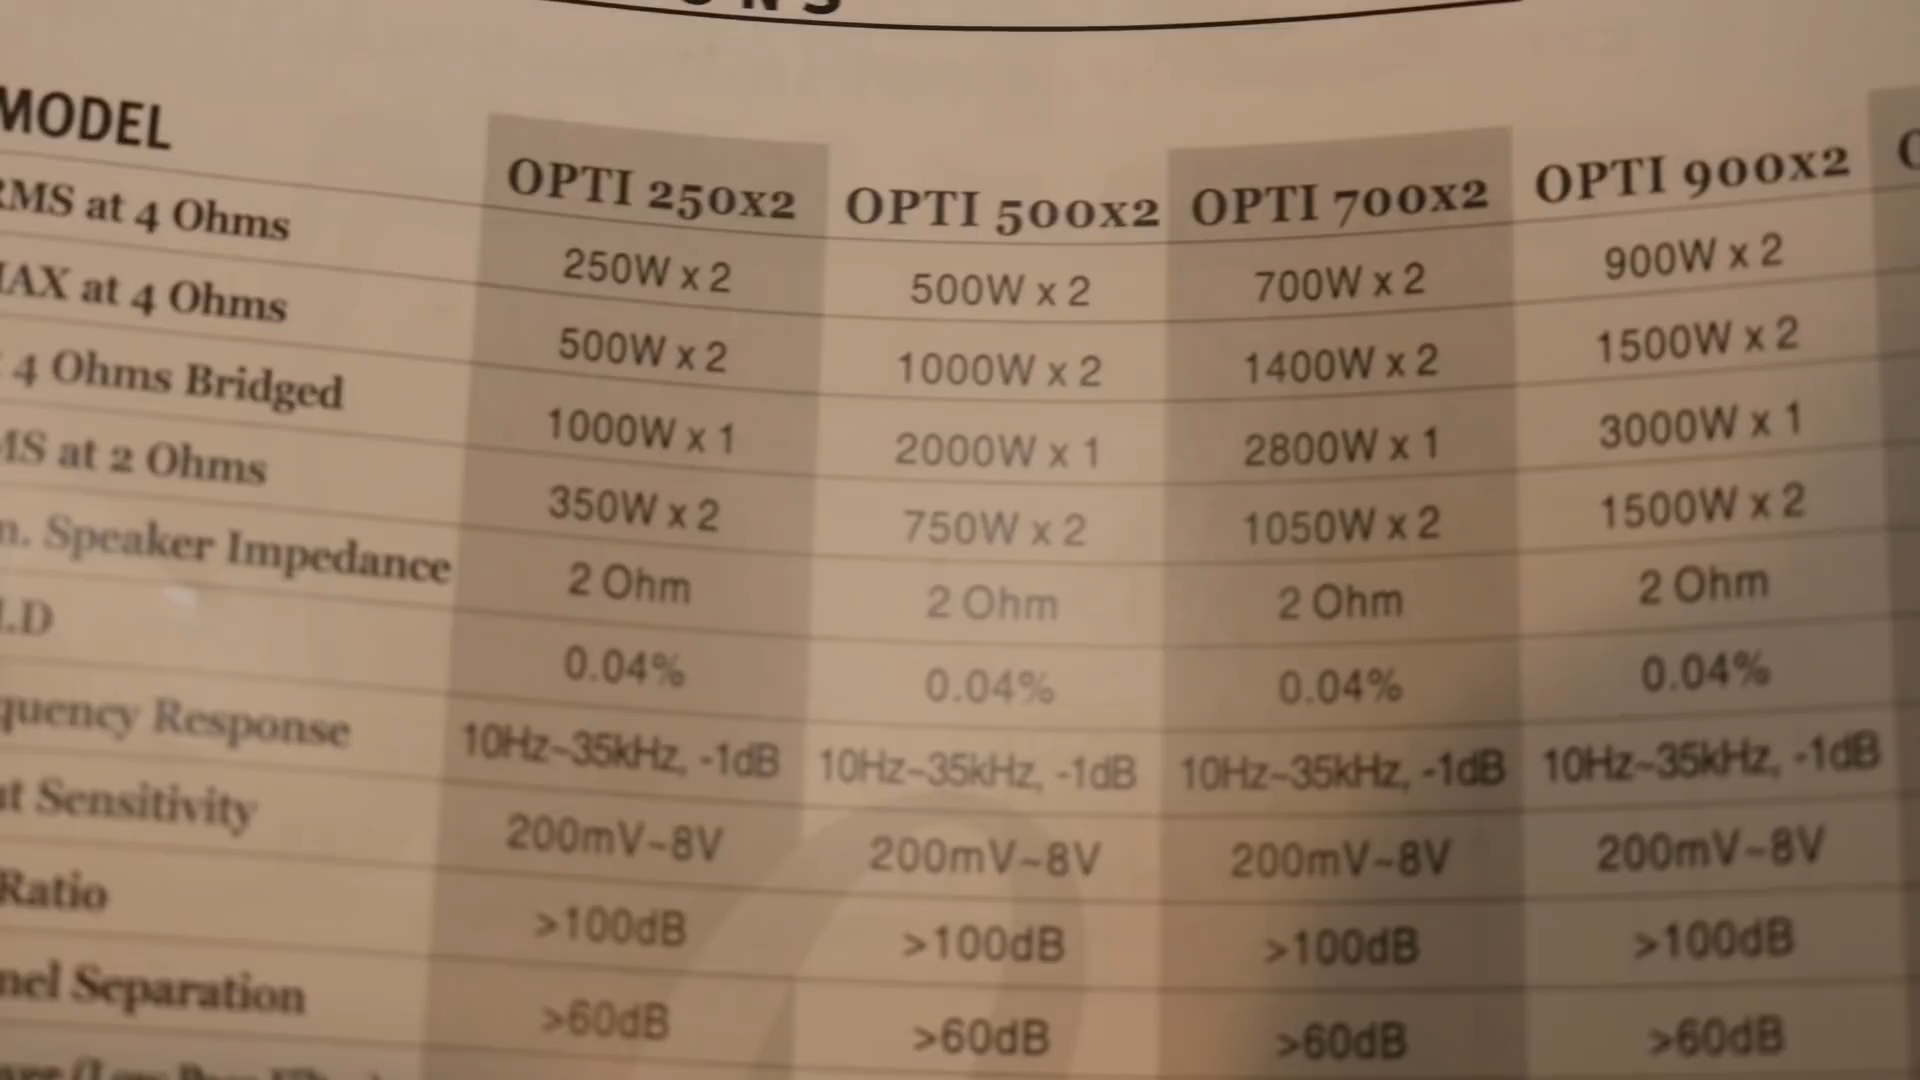 ONS
MODEL OPTI 250x2 OPTI 500x2 OPTI 700x2 OPTI 900x2
RMS at 4 Ohms 250W x 2 500W x 2 700W x 2 900W x 2
AX at 4 Ohms 500W x 2 1000W x 2 1400W x 2 1500W x 2
4 Ohms Bridged 1000W x 1 2000W x 1 2800W x 1 3000W x 1
MS at 2 Ohms 350W x 2 750W x 2 1050W x 2 1500W x 2
n. Speaker Impedance 2 Ohm 2 Ohm 2 Ohm 2 Ohm
.D 0.04% 0.04% 0.04% 0.04%
quency Response 10Hz~35kHz, -1dB 10Hz~35kHz, -1dB 10Hz~35kHz, -1dB 10Hz~35kHz, -1dB
ut Sensitivity 200mV~8V 200mV~8V 200mV~8V 200mV~8V
Ratio >100dB >100dB >100dB >100dB
nel Separation >60dB >60dB >60dB >60dB